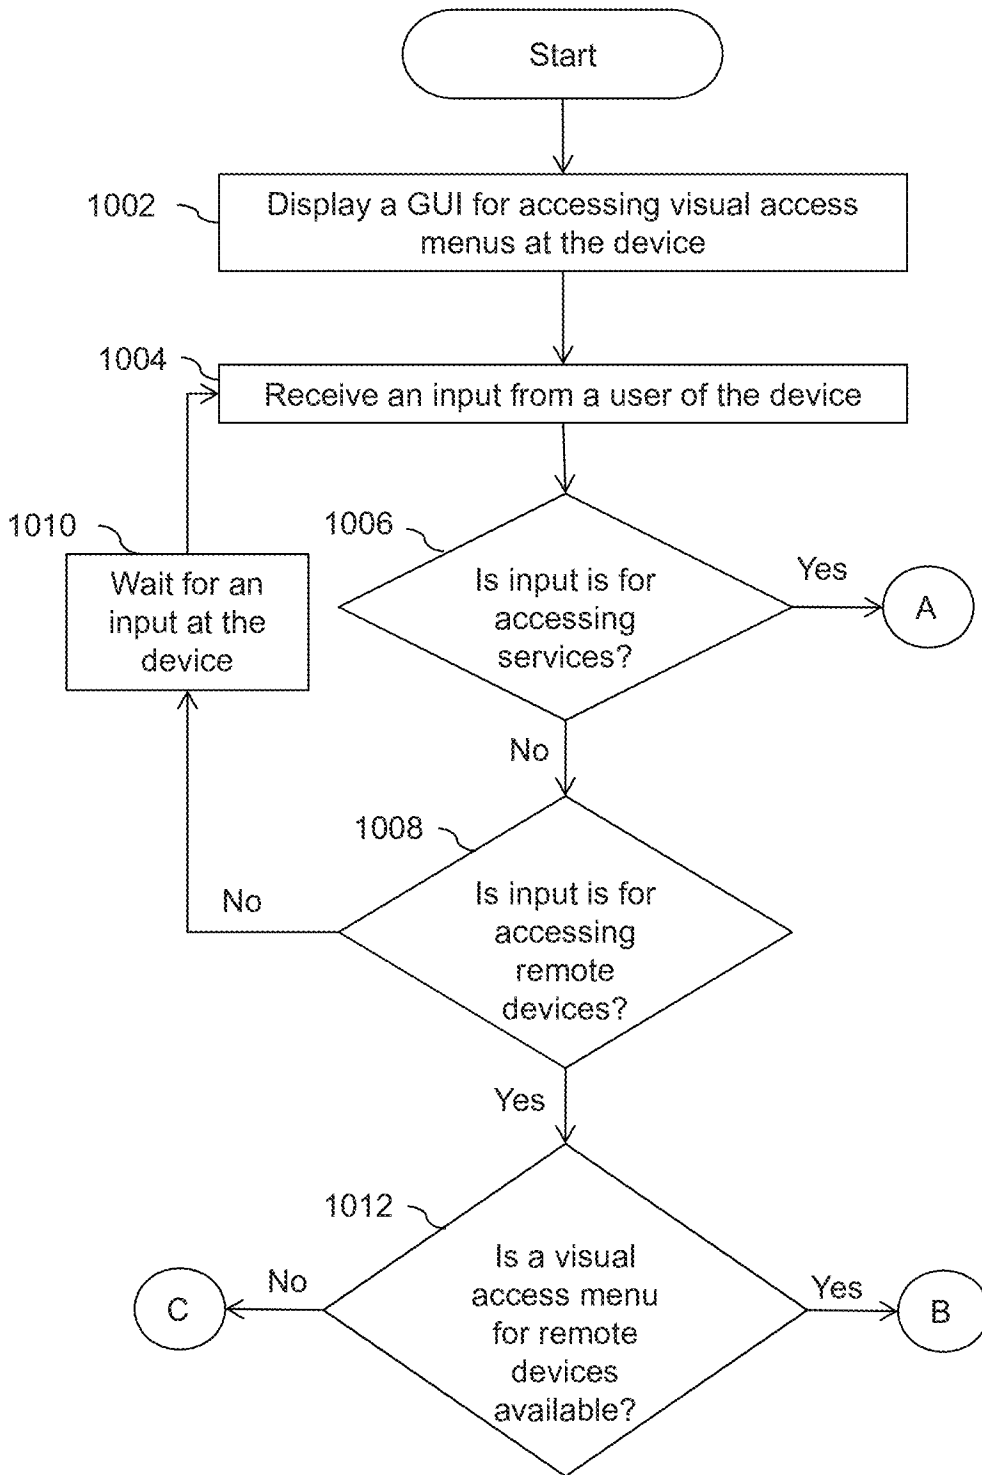 Start
1002
Display a GUI for accessing visual access
menus at the device
1004
Receive an input from a user of the device
1010
Wait for an
input at the
device
1006
Is input is for
accessing
services?
Yes
A
No
1008
Is input is for
accessing
remote
devices?
No
Yes
1012
Is a visual
access menu
for remote
devices
available?
No
C
Yes
B